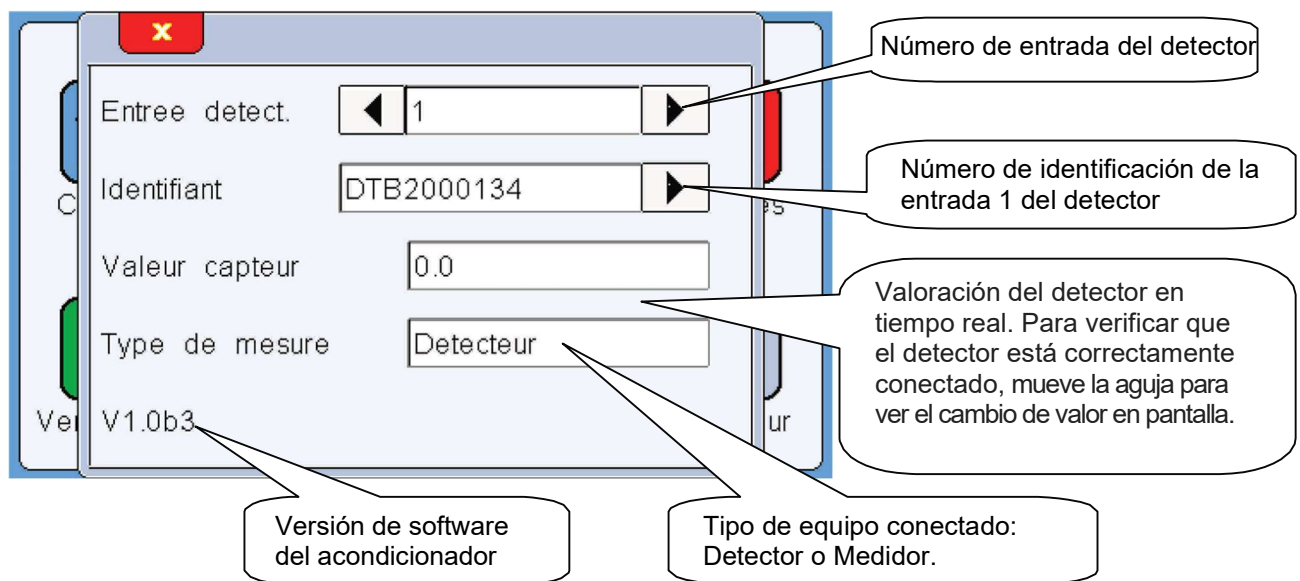 x
Número de entrada del detector
Entree detect.
1
Identifiant
DTB2000134
Número de identificación de la
entrada 1 del detector
C
es
Valeur capteur
0.0
Valoración del detector en
tiempo real. Para verificar que
el detector está correctamente
conectado, mueve la aguja para
ver el cambio de valor en pantalla.
Type de mesure
Detecteur
Ver
V1.0b3
ur
Versión de software
del acondicionador
Tipo de equipo conectado:
Detector o Medidor.